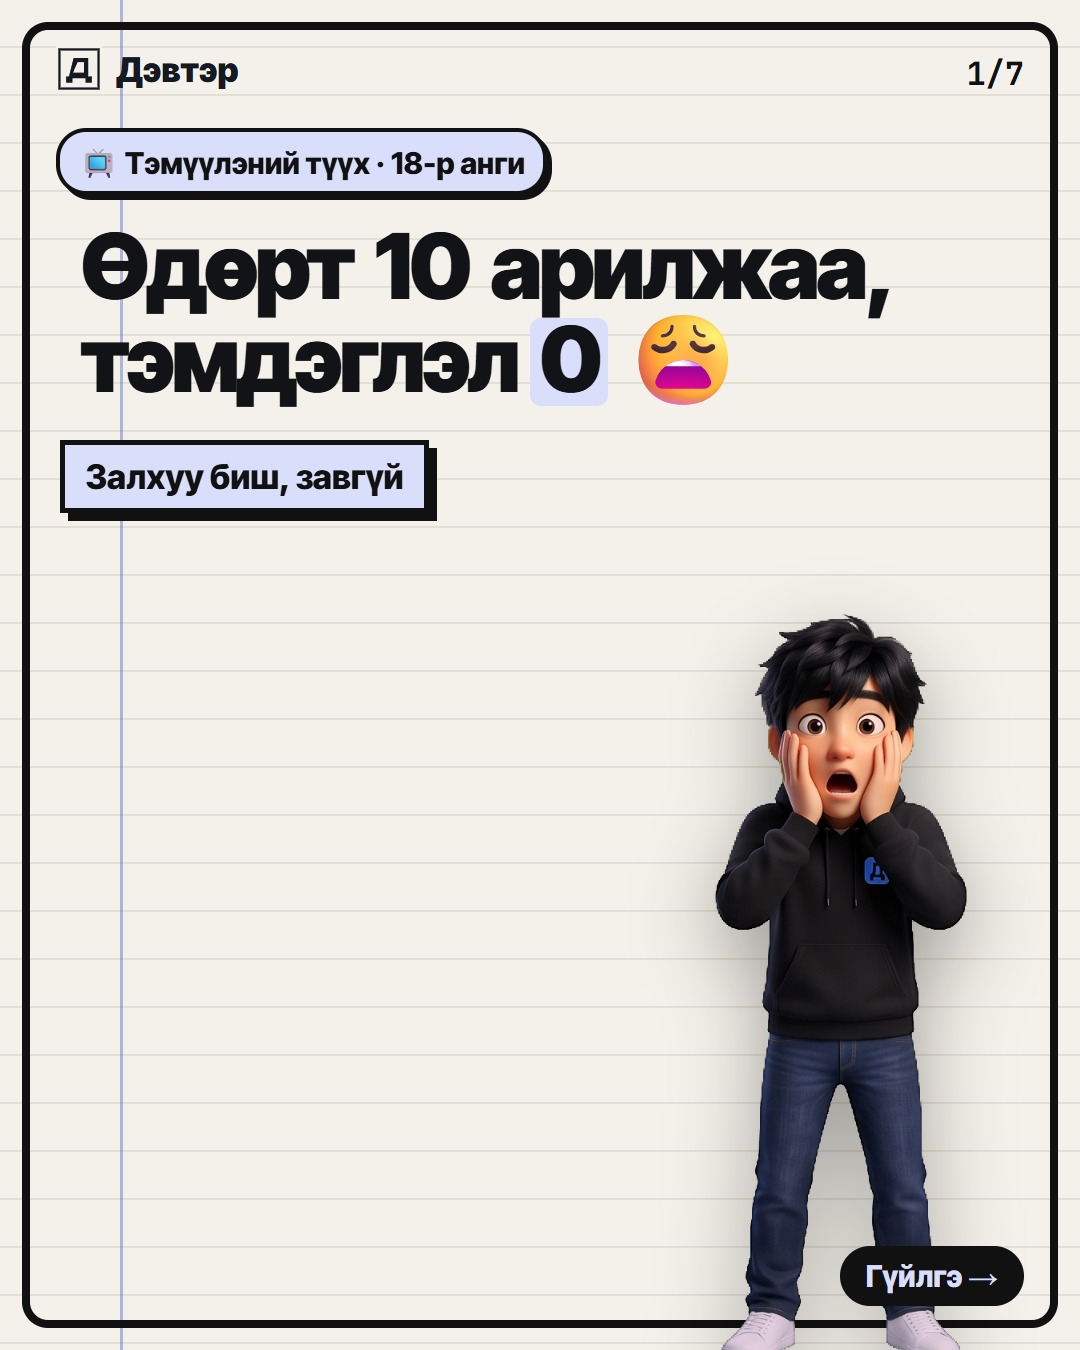 Д Дэвтэр
1/7
Тэмүүлэний түүх · 18-р анги
Өдөрт 10 арилжаа,
тэмдэглэл 0
Залхуу биш, завгүй
Д
Гүйлгэ →